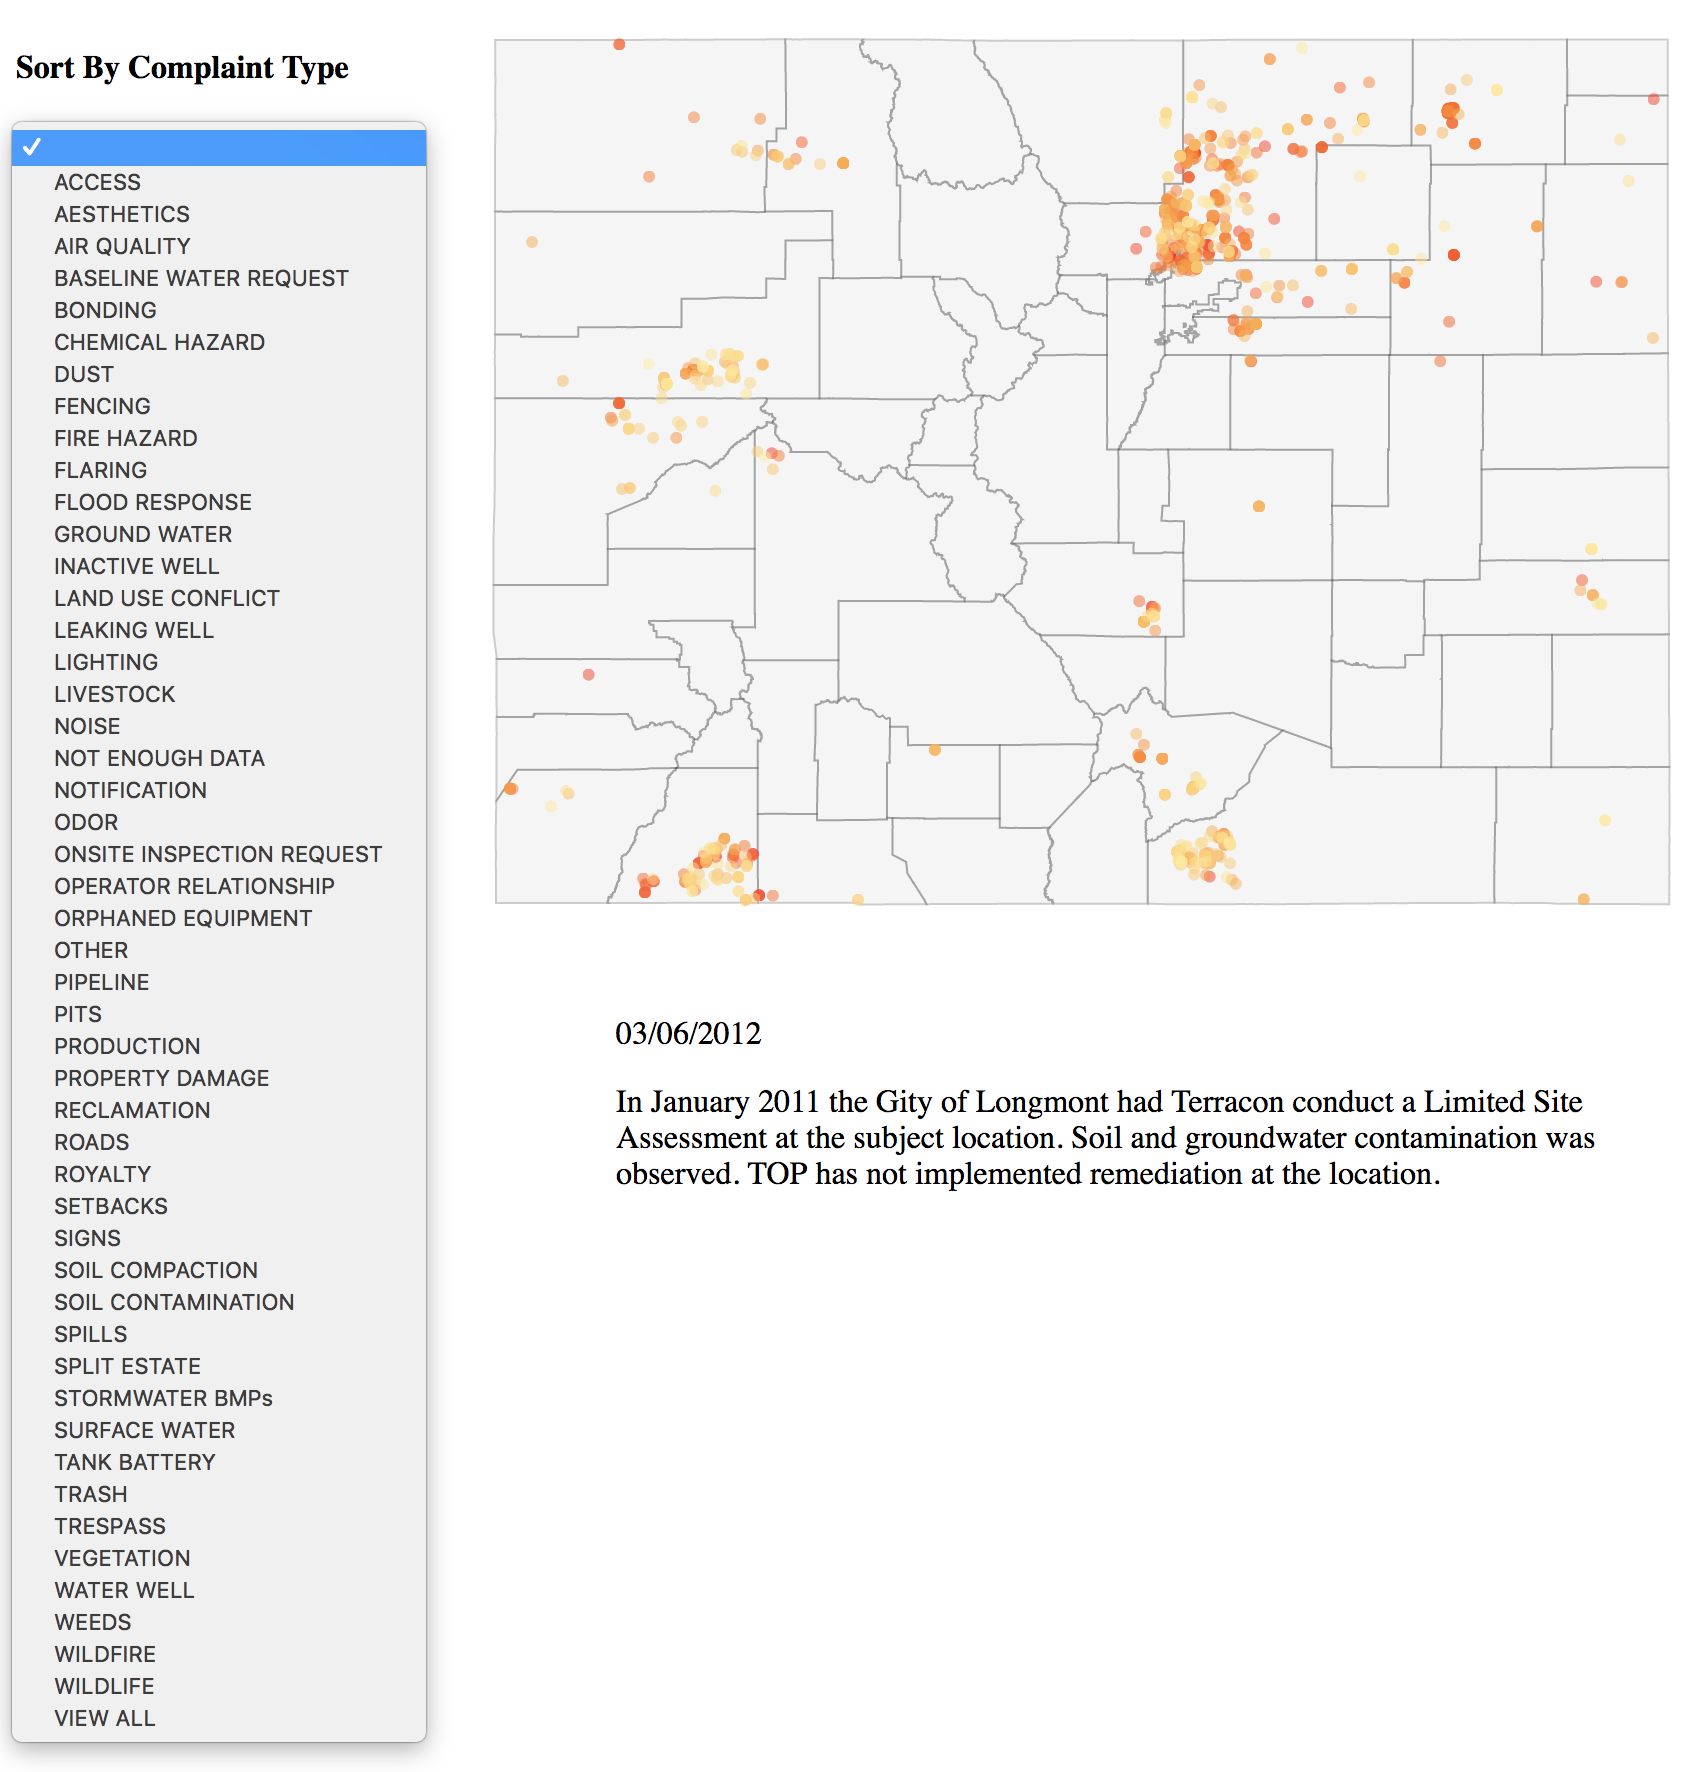 Sort By Complaint Type
ACCESS
AESTHETICS
AIR QUALITY
BASELINE WATER REQUEST
BONDING
CHEMICAL HAZARD
DUST
FENCING
FIRE HAZARD
FLARING
FLOOD RESPONSE
GROUND WATER
INACTIVE WELL
LAND USE CONFLICT
LEAKING WELL
LIGHTING
LIVESTOCK
NOISE
NOT ENOUGH DATA
NOTIFICATION
ODOR
ONSITE INSPECTION REQUEST
OPERATOR RELATIONSHIP
ORPHANED EQUIPMENT
OTHER
PIPELINE
PITS
PRODUCTION
PROPERTY DAMAGE
RECLAMATION
ROADS
ROYALTY
SETBACKS
SIGNS
SOIL COMPACTION
SOIL CONTAMINATION
SPILLS
SPLIT ESTATE
STORMWATER BMPs
SURFACE WATER
TANK BATTERY
TRASH
TRESPASS
VEGETATION
WATER WELL
WEEDS
WILDFIRE
WILDLIFE
VIEW ALL
03/06/2012
In January 2011 the Gity of Longmont had Terracon conduct a Limited Site
Assessment at the subject location. Soil and groundwater contamination was
observed. TOP has not implemented remediation at the location.